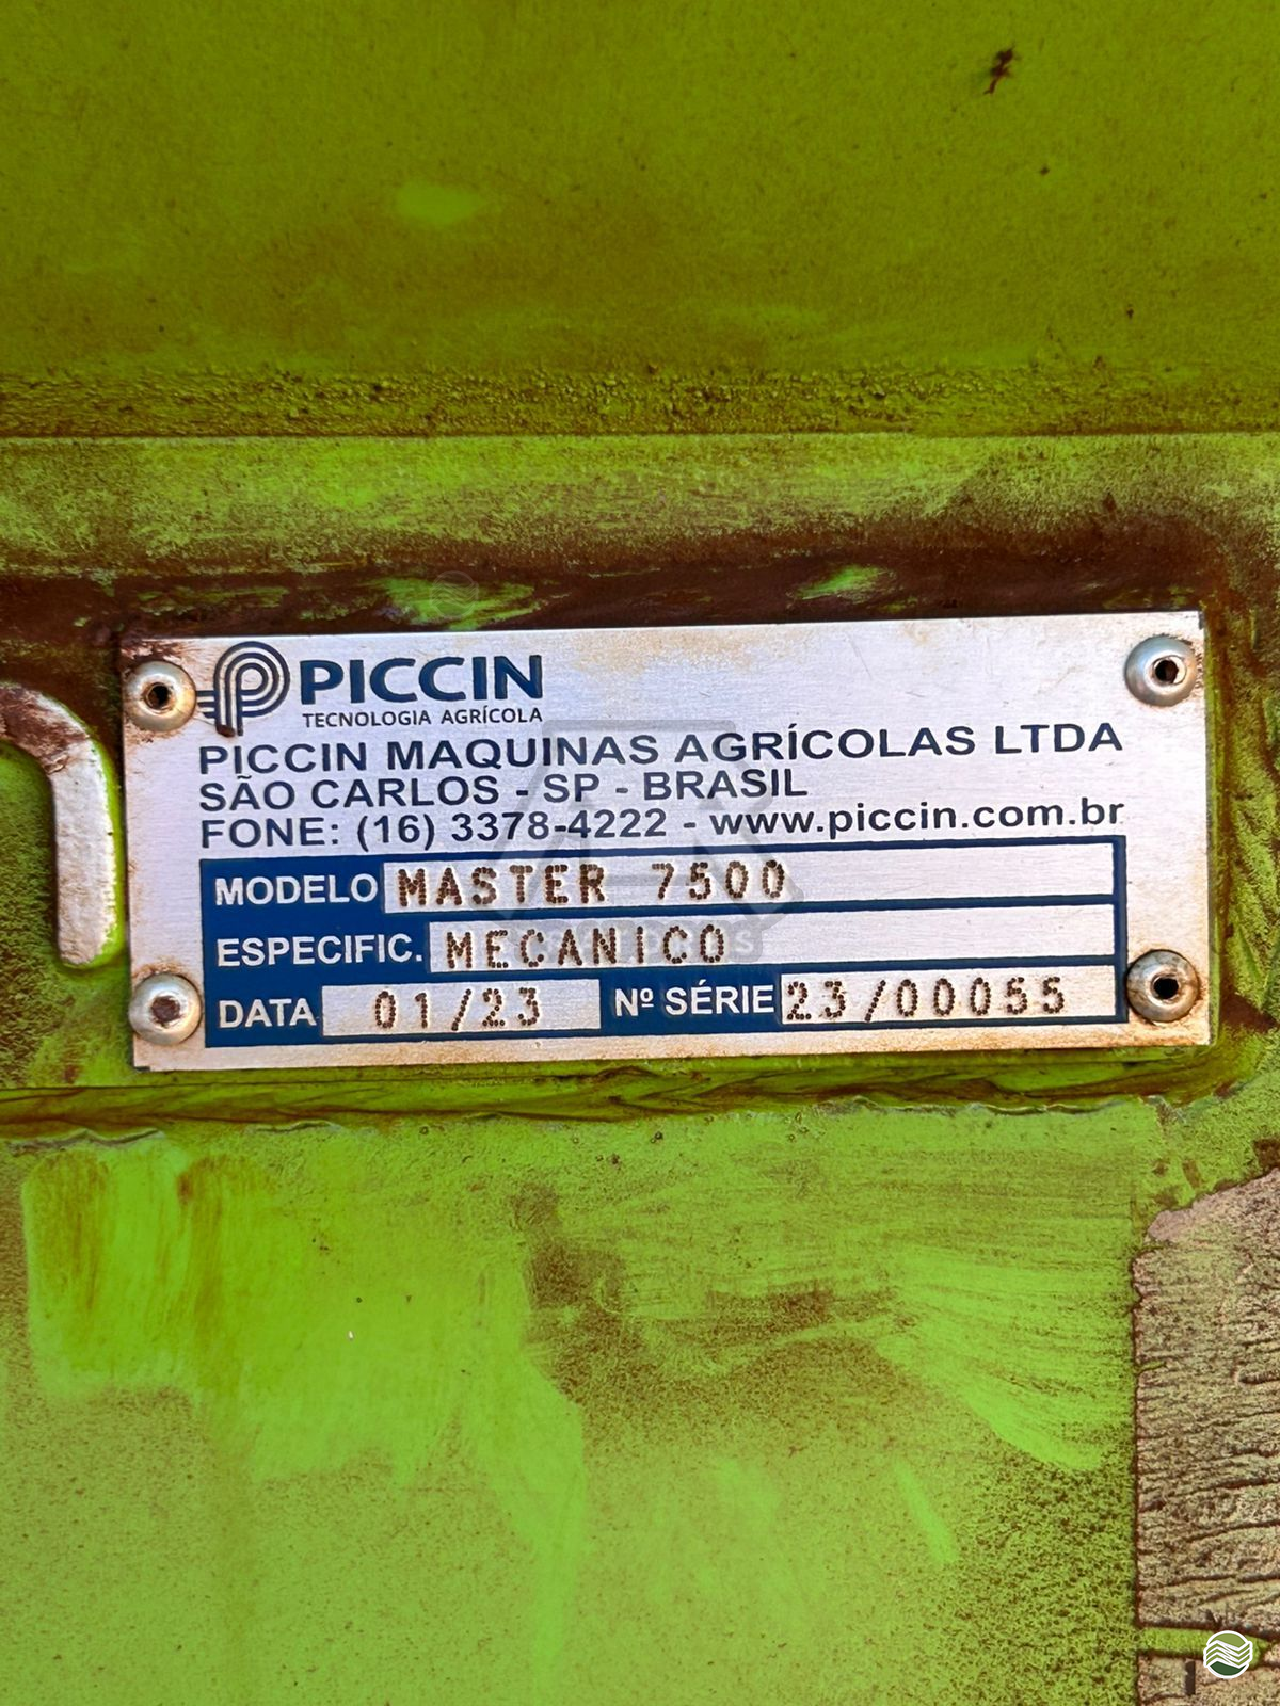 PICCIN
TECNOLOGIA AGRÍCOLA
PICCIN MAQUINAS AGRÍCOLAS LTDA
SÃO CARLOS - SP - BRASIL
FONE: (16) 3378-4222 - www.piccin.com.br
MODELO MASTER 7500
ESPECIFIC. MECANICO
DATA 01/23 Nº SÉRIE 23/00055